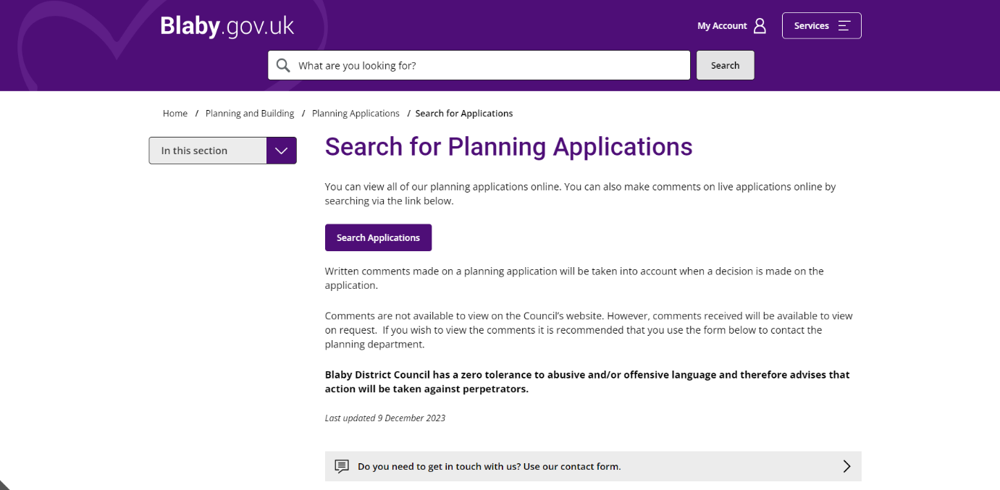 Blaby.gov.uk
My Account
Services
What are you looking for?
Search
Home / Planning and Building / Planning Applications / Search for Applications
In this section
Search for Planning Applications
You can view all of our planning applications online. You can also make comments on live applications online by
searching via the link below.
Search Applications
Written comments made on a planning application will be taken into account when a decision is made on the
application.
Comments are not available to view on the Council's website. However, comments received will be available to view
on request.  If you wish to view the comments it is recommended that you use the form below to contact the
planning department.
Blaby District Council has a zero tolerance to abusive and/or offensive language and therefore advises that
action will be taken against perpetrators.
Last updated 9 December 2023
Do you need to get in touch with us? Use our contact form.